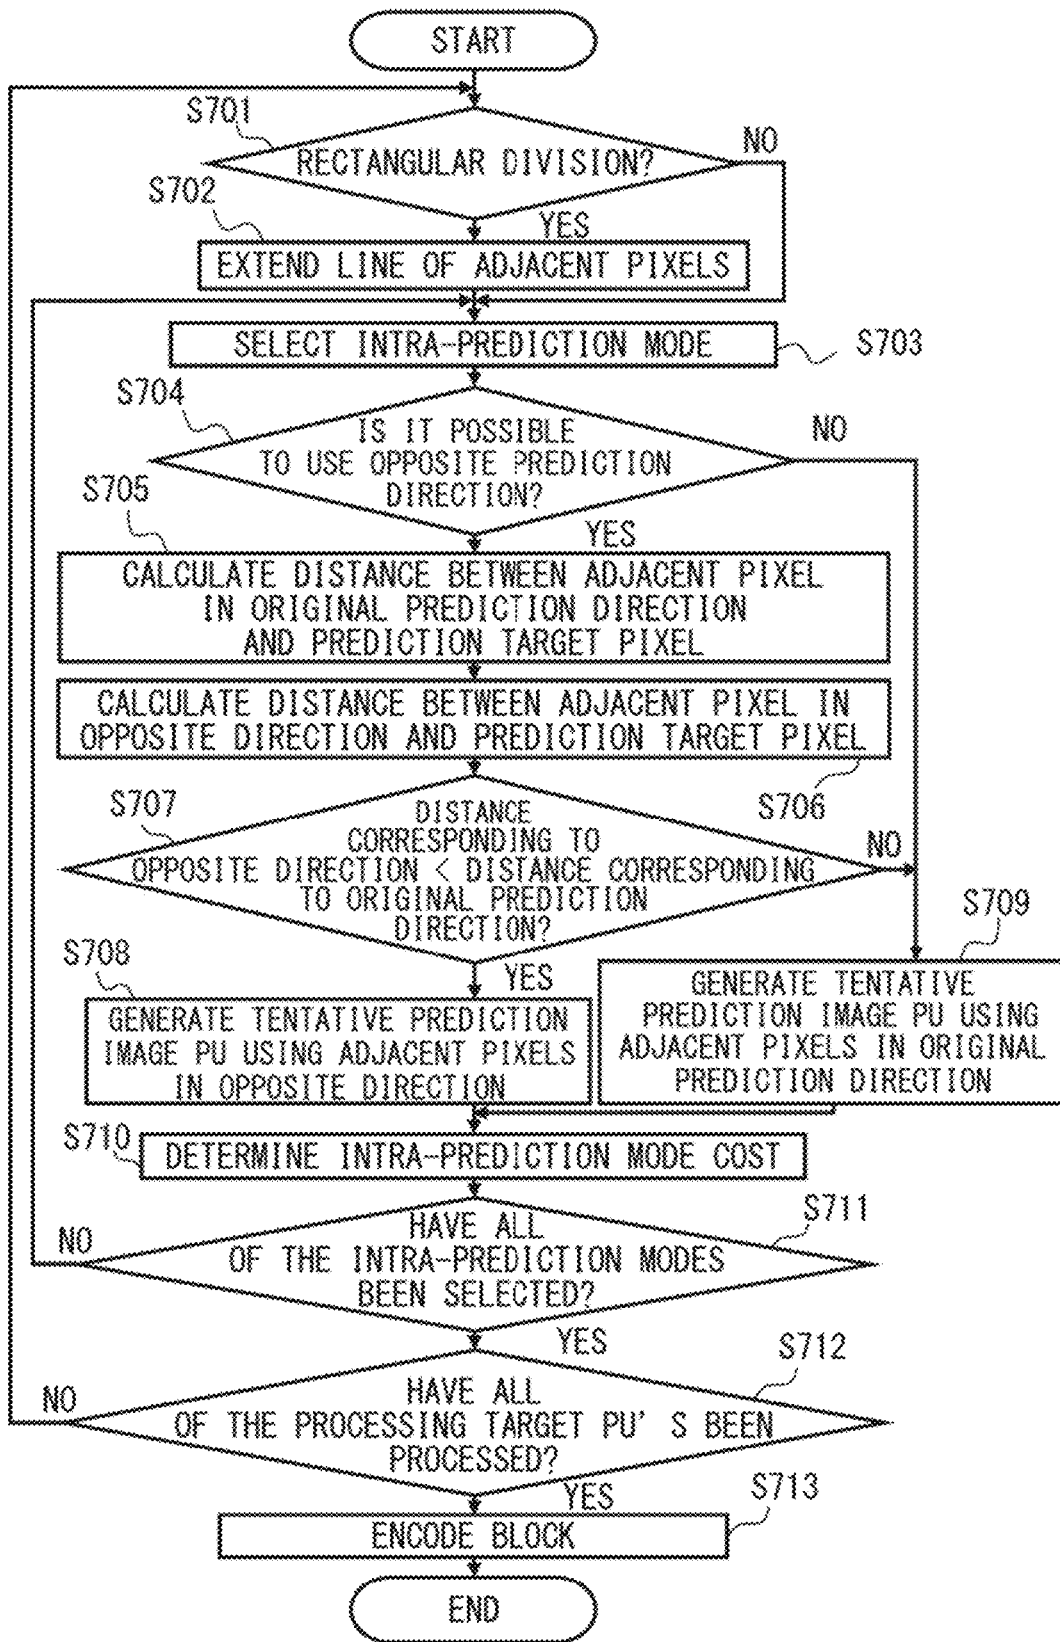 START
S701
RECTANGULAR DIVISION?
NO
S702
YES
EXTEND LINE OF ADJACENT PIXELS
SELECT INTRA-PREDICTION MODE
S703
S704
IS IT POSSIBLE
TO USE OPPOSITE PREDICTION
DIRECTION?
NO
S705
YES
CALCULATE DISTANCE BETWEEN ADJACENT PIXEL
IN ORIGINAL PREDICTION DIRECTION
AND PREDICTION TARGET PIXEL
CALCULATE DISTANCE BETWEEN ADJACENT PIXEL IN
OPPOSITE DIRECTION AND PREDICTION TARGET PIXEL
S706
S707
DISTANCE
CORRESPONDING TO
OPPOSITE DIRECTION < DISTANCE CORRESPONDING
TO ORIGINAL PREDICTION
DIRECTION?
NO
S708
YES
S709
GENERATE TENTATIVE PREDICTION
IMAGE PU USING ADJACENT PIXELS
IN OPPOSITE DIRECTION
GENERATE TENTATIVE
PREDICTION IMAGE PU USING
ADJACENT PIXELS IN ORIGINAL
PREDICTION DIRECTION
S710
DETERMINE INTRA-PREDICTION MODE COST
S711
HAVE ALL
OF THE INTRA-PREDICTION MODES
BEEN SELECTED?
NO
YES
S712
HAVE ALL
OF THE PROCESSING TARGET PU' S BEEN
PROCESSED?
NO
YES
S713
ENCODE BLOCK
END